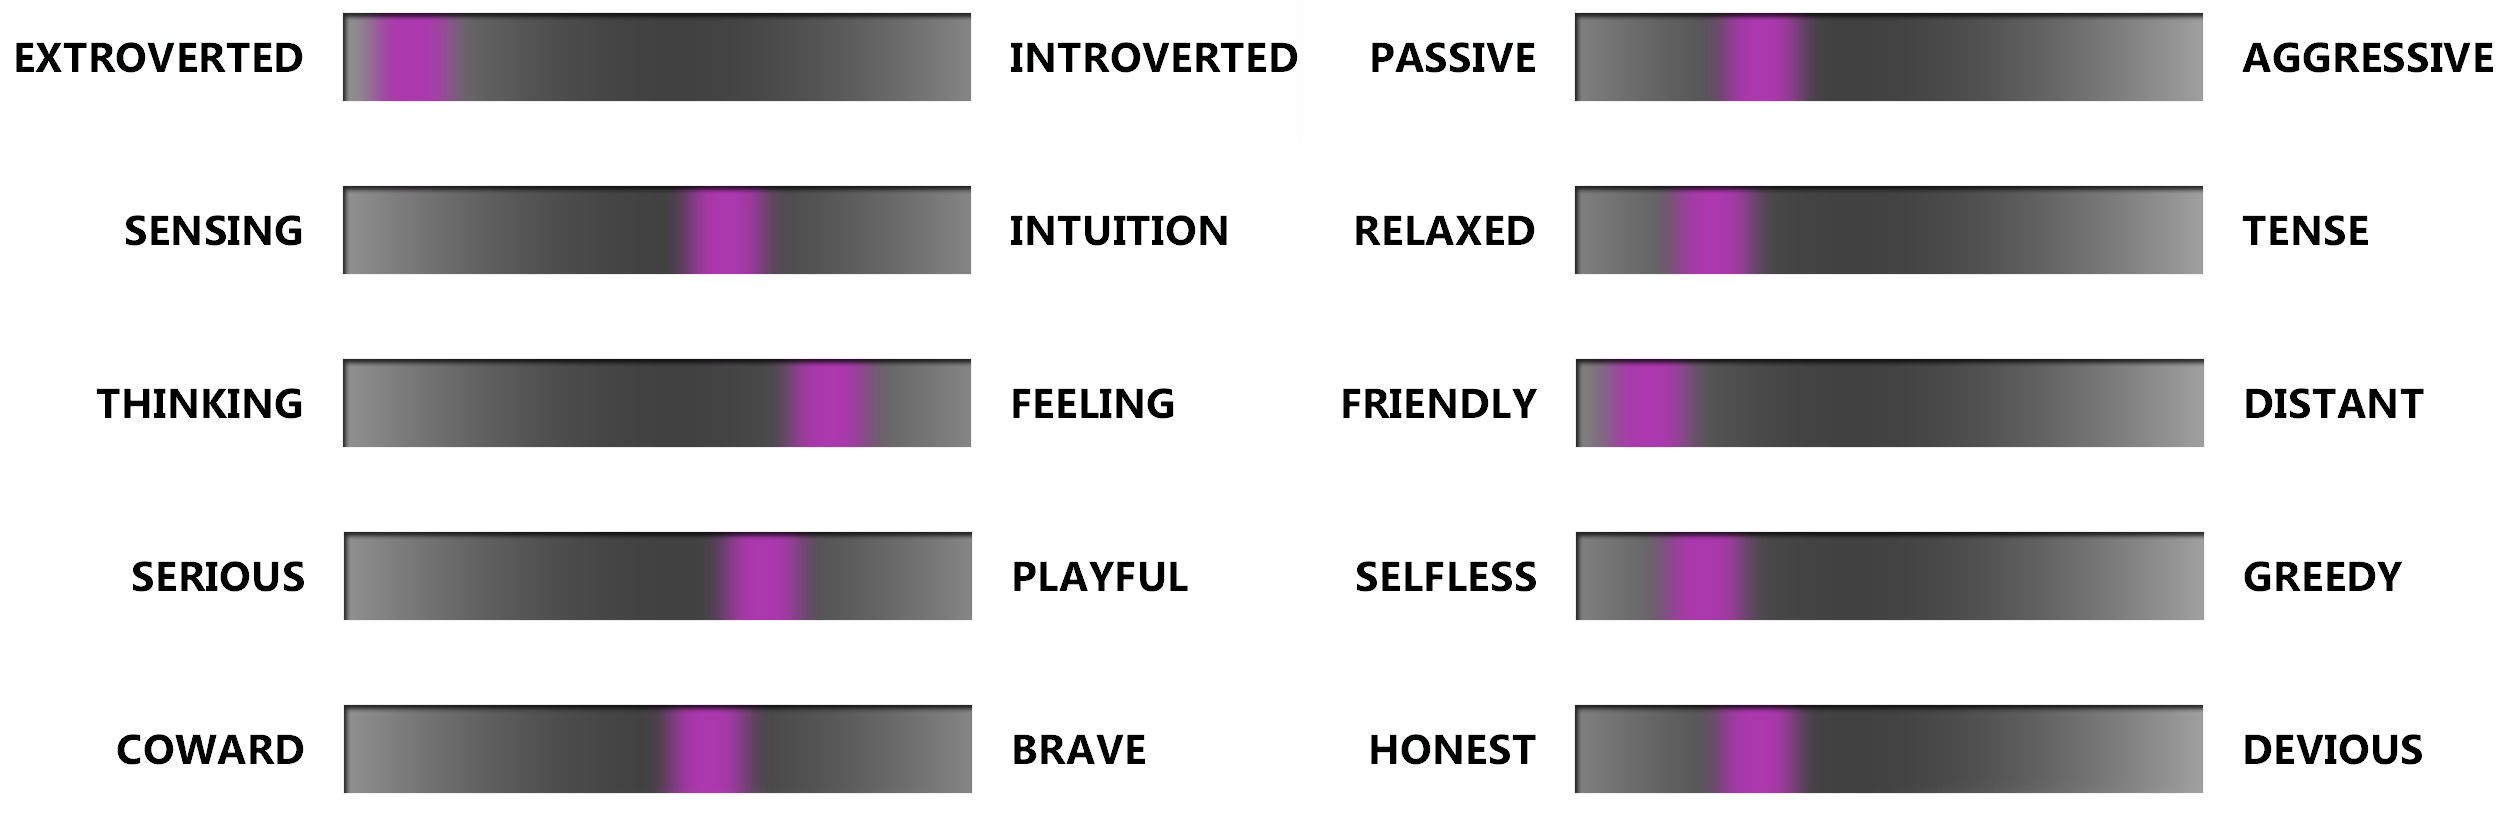 EXTROVERTED INTROVERTED PASSIVE AGGRESSIVE
SENSING INTUITION RELAXED TENSE
THINKING FEELING FRIENDLY DISTANT
SERIOUS PLAYFUL SELFLESS GREEDY
COWARD BRAVE HONEST DEVIOUS